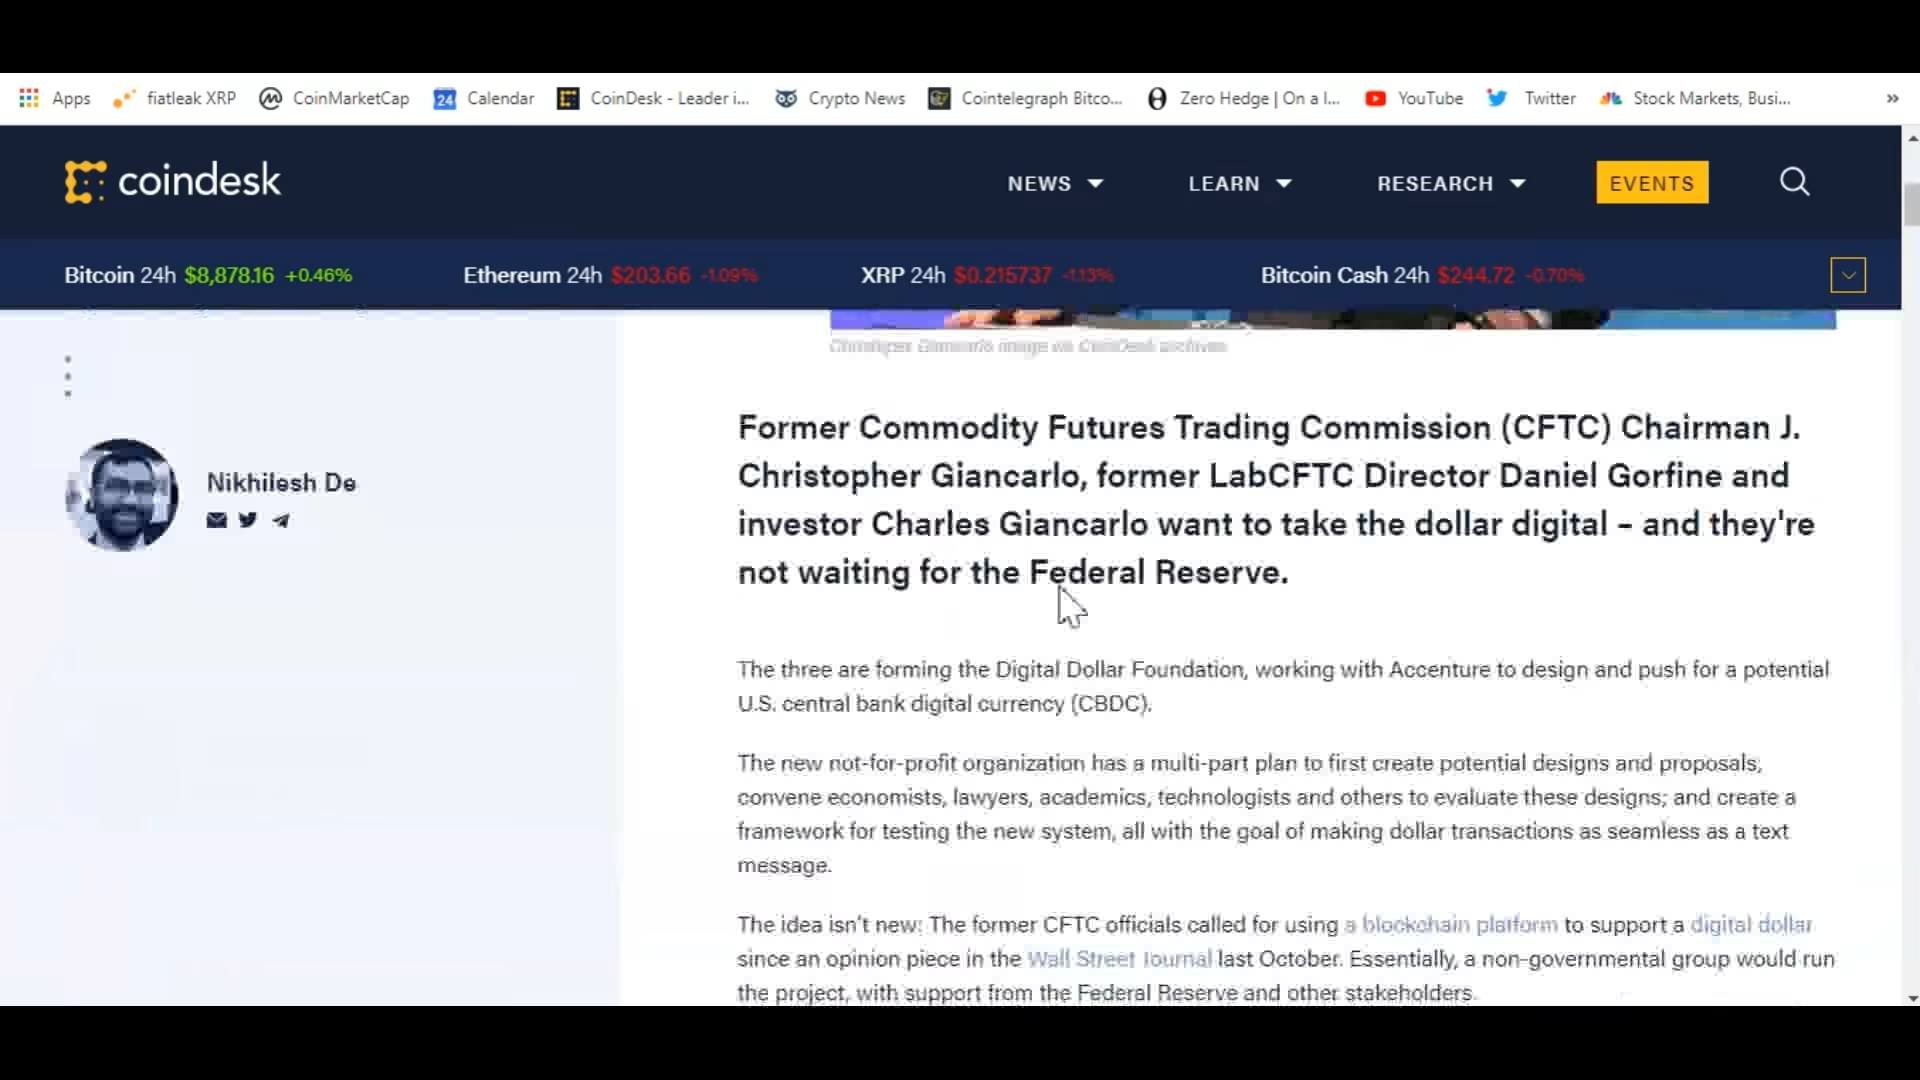 Apps fiatleak XRP CoinMarketCap 24 Calendar CoinDesk - Leader i... Crypto News Cointelegraph Bitco... Zero Hedge | On a l... YouTube Twitter Stock Markets, Busi... »
coindesk NEWS LEARN RESEARCH EVENTS
Bitcoin 24h $8,878.16 +0.46% Ethereum 24h $203.66 -1.09% XRP 24h $0.215737 -1.13% Bitcoin Cash 24h $244.72 -0.70%
Christopher Giancarlo image via CoinDesk archives
Nikhilesh De
Former Commodity Futures Trading Commission (CFTC) Chairman J.
Christopher Giancarlo, former LabCFTC Director Daniel Gorfine and
investor Charles Giancarlo want to take the dollar digital – and they're
not waiting for the Federal Reserve.
The three are forming the Digital Dollar Foundation, working with Accenture to design and push for a potential
U.S. central bank digital currency (CBDC).
The new not-for-profit organization has a multi-part plan to first create potential designs and proposals;
convene economists, lawyers, academics, technologists and others to evaluate these designs; and create a
framework for testing the new system, all with the goal of making dollar transactions as seamless as a text
message.
The idea isn't new: The former CFTC officials called for using a blockchain platform to support a digital dollar
since an opinion piece in the Wall Street Journal last October. Essentially, a non-governmental group would run
the project, with support from the Federal Reserve and other stakeholders.